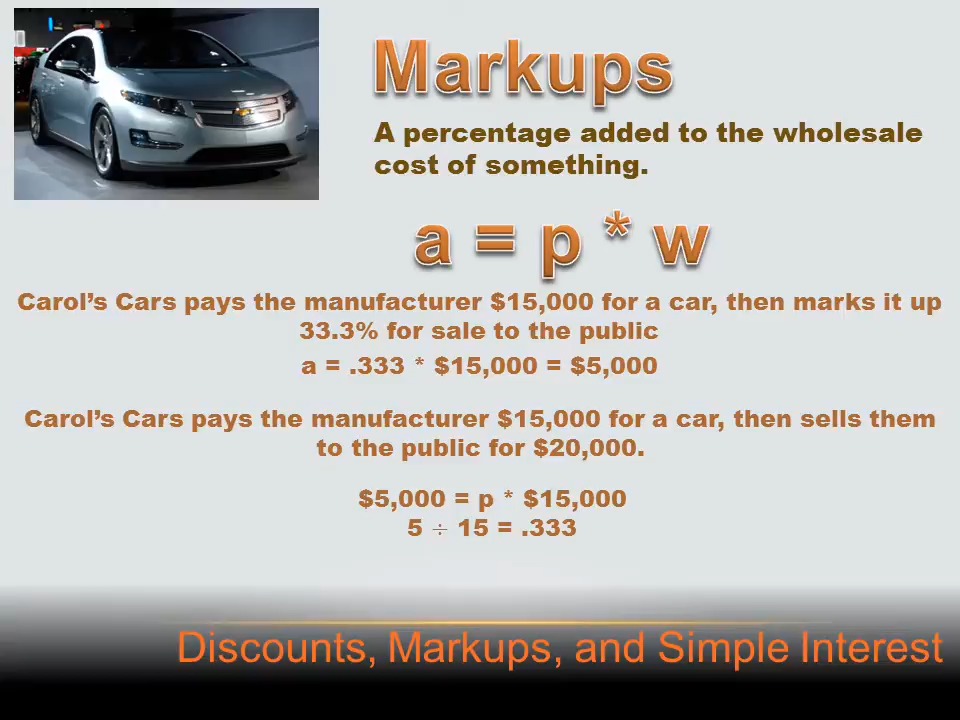 Markups
A percentage added to the wholesale
cost of something.
a = p * w
Carol’s Cars pays the manufacturer $15,000 for a car, then marks it up
33.3% for sale to the public
a = .333 * $15,000 = $5,000
Carol’s Cars pays the manufacturer $15,000 for a car, then sells them
to the public for $20,000.
$5,000 = p * $15,000
5 ÷ 15 = .333
Discounts, Markups, and Simple Interest